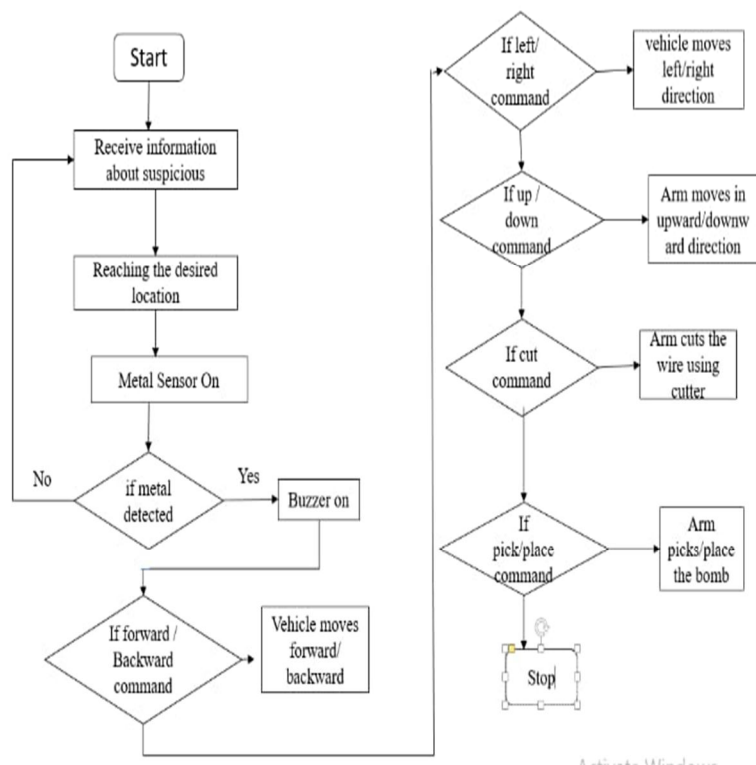 Start
Receive information
about suspicious
Reaching the desired
location
Metal Sensor On
if metal
detected
No
Yes
Buzzer on
If forward /
Backward
command
Vehicle moves
forward/
backward
If left/
right
command
vehicle moves
left/right
direction
If up /
down
command
Arm moves in
upward/downw
ard direction
If cut
command
Arm cuts the
wire using
cutter
If
pick/place
command
Arm
picks/place
the bomb
Stop
Activate Windows